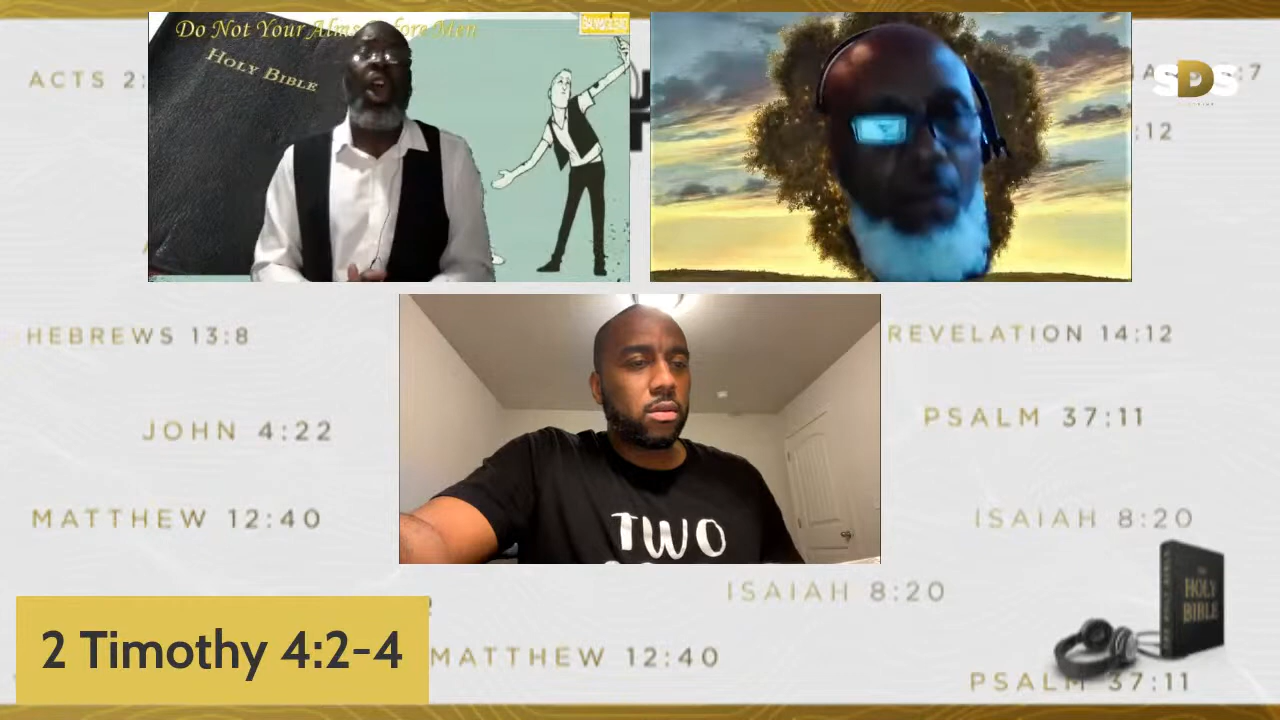 Do Not Your Alms Before Men
HOLY BIBLE
SDS
ACTS 2:
:7
:12
HEBREWS 13:8
REVELATION 14:12
JOHN 4:22
PSALM 37:11
TWO
MATTHEW 12:40
ISAIAH 8:20
ISAIAH 8:20
HOLY
BIBLE
2 Timothy 4:2-4
MATTHEW 12:40
PSALM 37:11